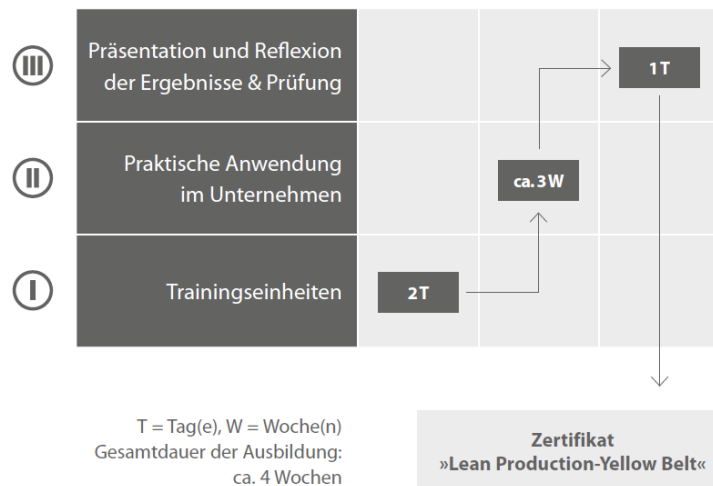 III
Präsentation und Reflexion
der Ergebnisse & Prüfung
1 T
II
Praktische Anwendung
im Unternehmen
ca. 3 W
I
Trainingseinheiten
2 T
T = Tag(e), W = Woche(n)
Gesamtdauer der Ausbildung:
ca. 4 Wochen
Zertifikat
»Lean Production-Yellow Belt«